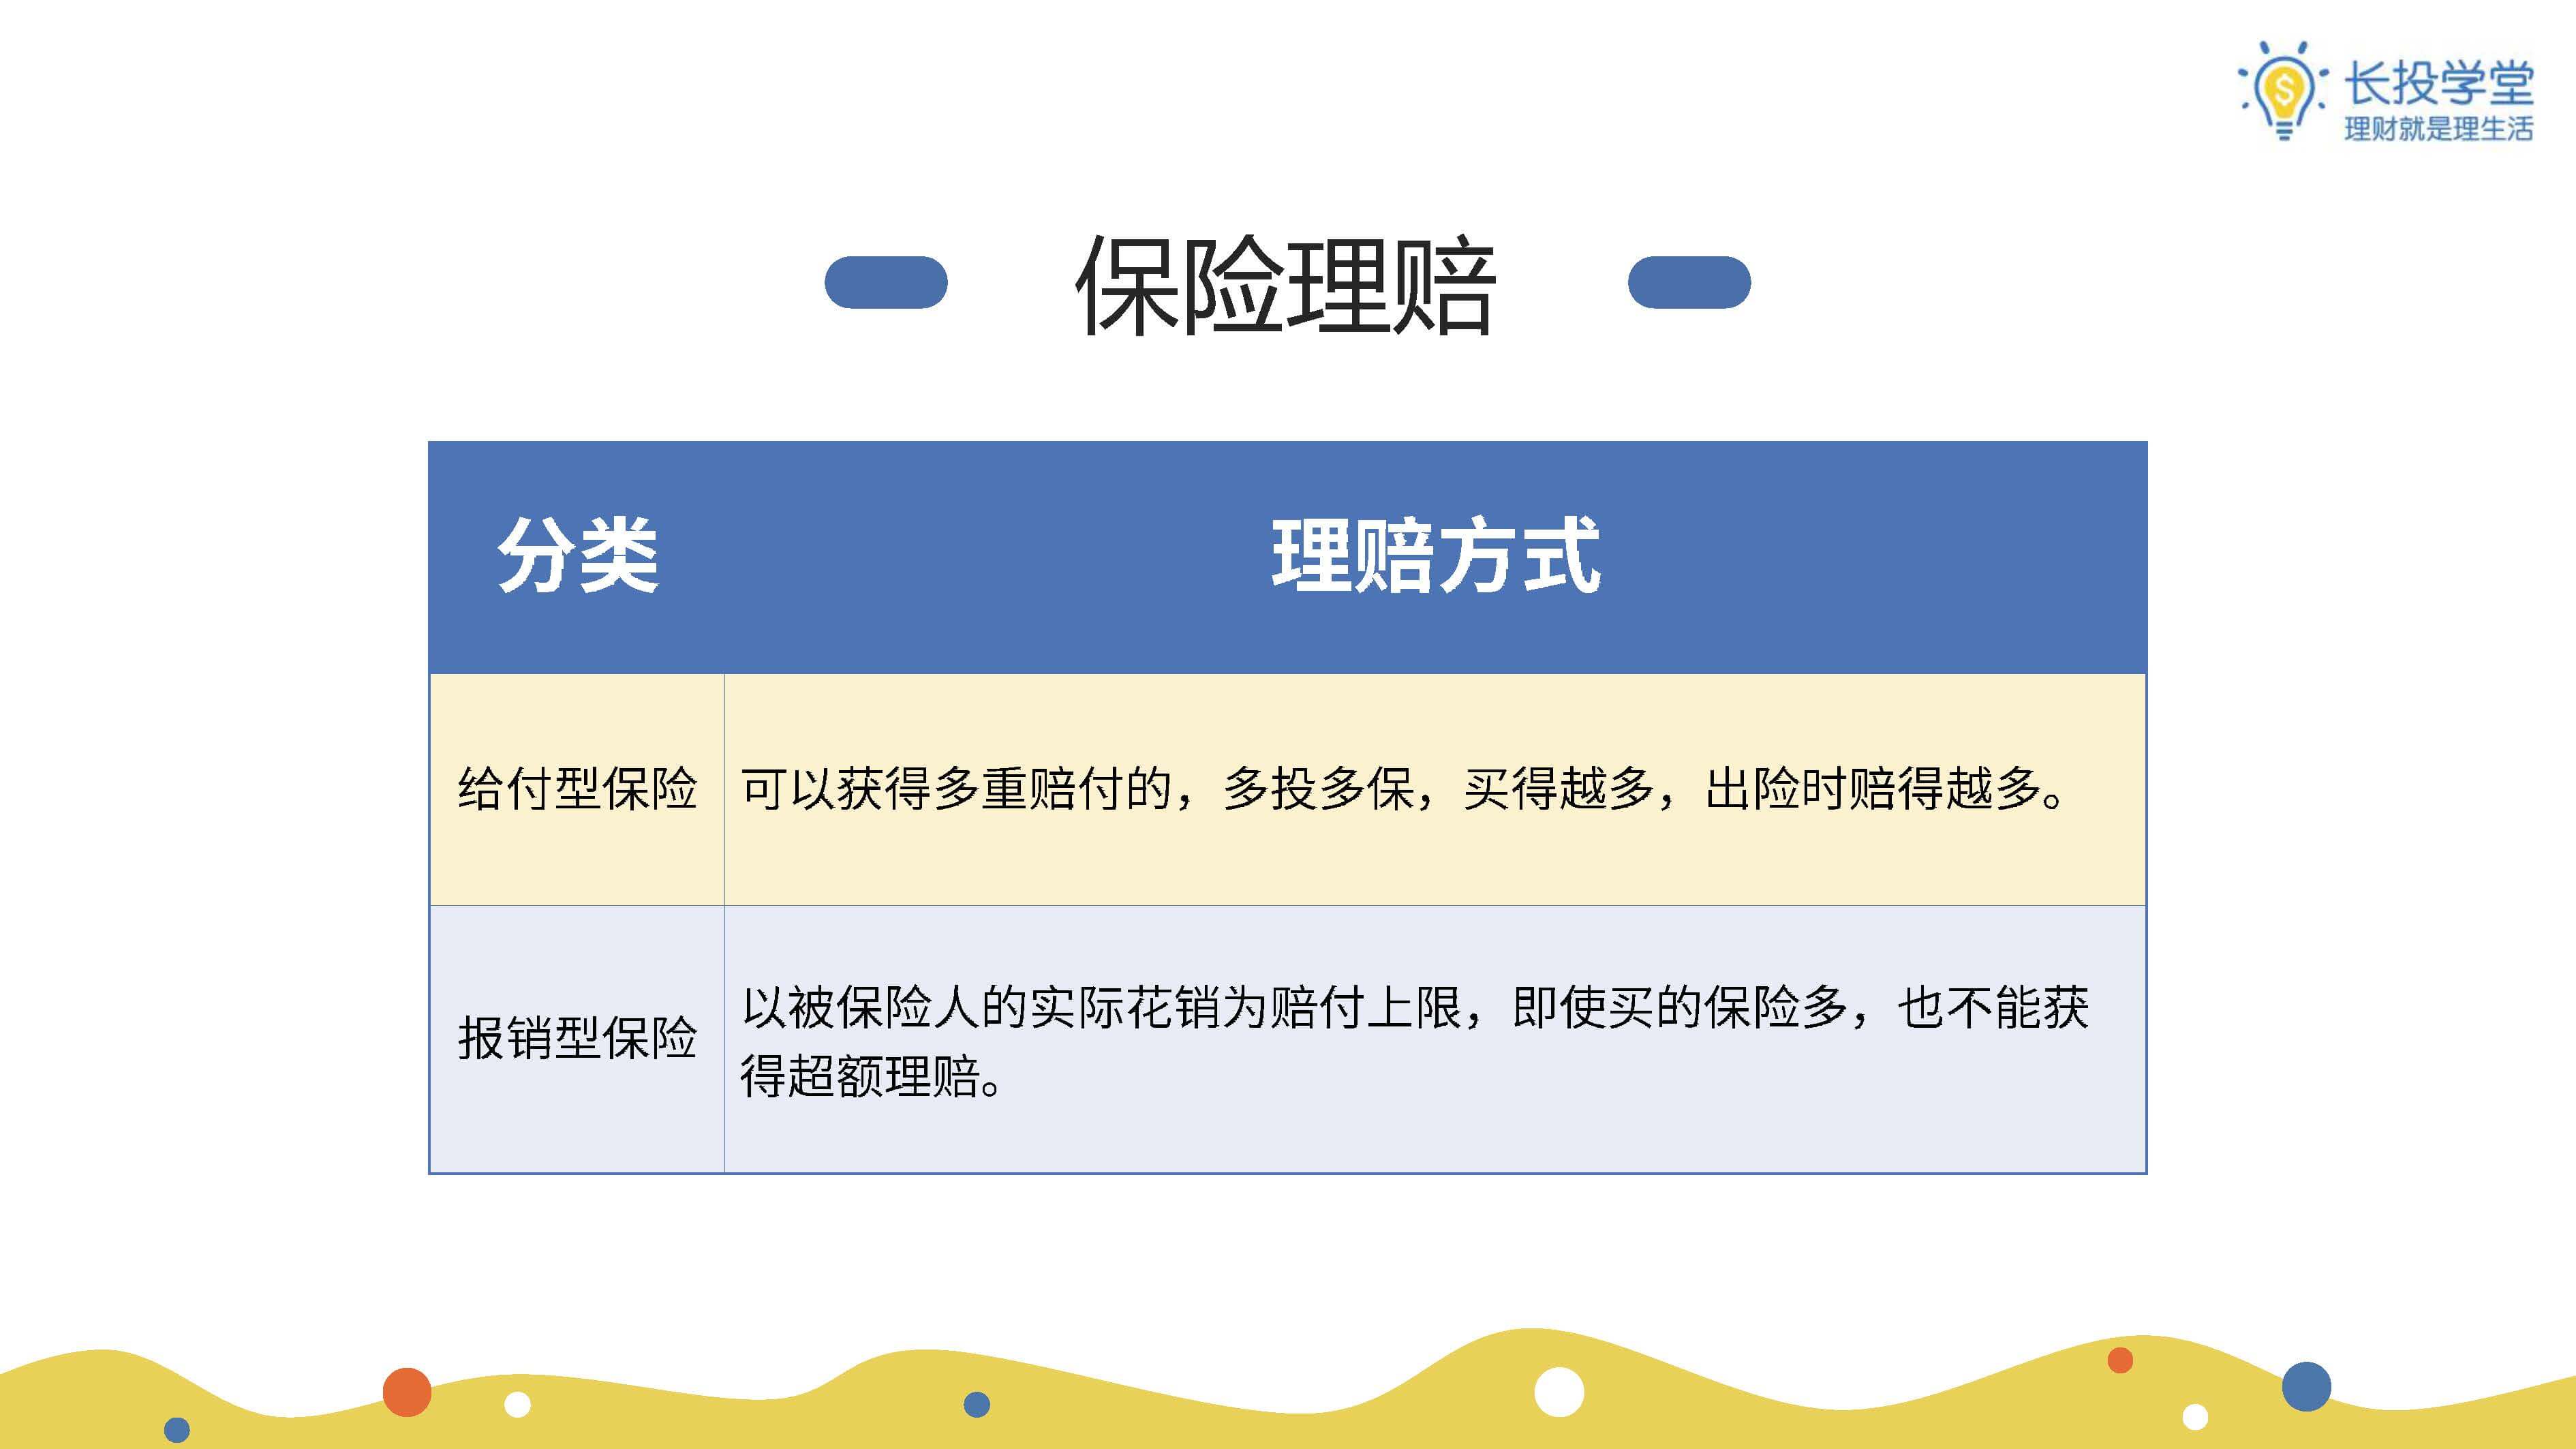 长投学堂
理财就是理生活
保险理赔
分类
理赔方式
给付型保险
可以获得多重赔付的，多投多保，买得越多，出险时赔得越多。
报销型保险
以被保险人的实际花销为赔付上限，即使买的保险多，也不能获
得超额理赔。